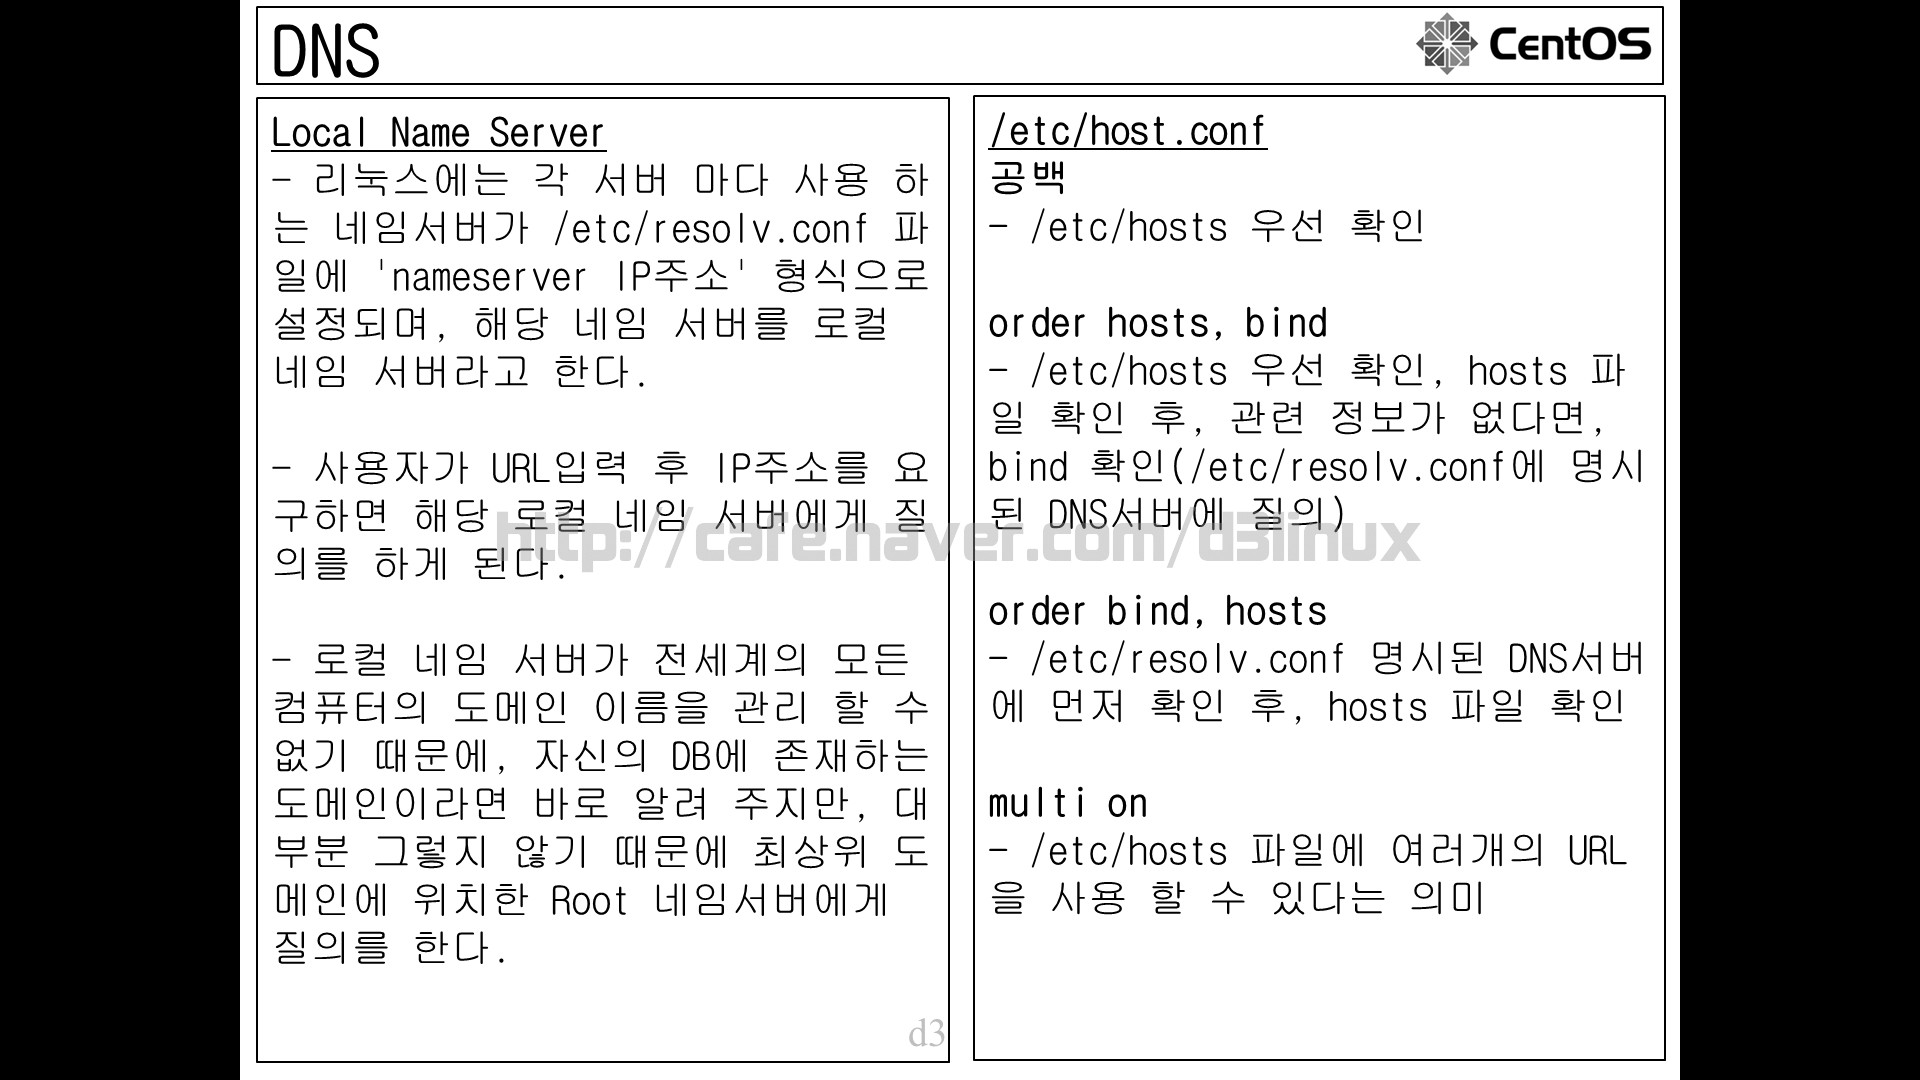 DNS
CentOS
Local Name Server
- 리눅스에는 각 서버 마다 사용 하
는 네임서버가 /etc/resolv.conf 파
일에 'nameserver IP주소' 형식으로
설정되며, 해당 네임 서버를 로컬
네임 서버라고 한다.
- 사용자가 URL입력 후 IP주소를 요
구하면 해당 로컬 네임 서버에게 질
의를 하게 된다.
- 로컬 네임 서버가 전세계의 모든
컴퓨터의 도메인 이름을 관리 할 수
없기 때문에, 자신의 DB에 존재하는
도메인이라면 바로 알려 주지만, 대
부분 그렇지 않기 때문에 최상위 도
메인에 위치한 Root 네임서버에게
질의를 한다.
d3
/etc/host.conf
공백
- /etc/hosts 우선 확인
order hosts, bind
- /etc/hosts 우선 확인, hosts 파
일 확인 후, 관련 정보가 없다면,
bind 확인(/etc/resolv.conf에 명시
된 DNS서버에 질의)
order bind, hosts
- /etc/resolv.conf 명시된 DNS서버
에 먼저 확인 후, hosts 파일 확인
multi on
- /etc/hosts 파일에 여러개의 URL
을 사용 할 수 있다는 의미
http://cafe.naver.com/d3linux